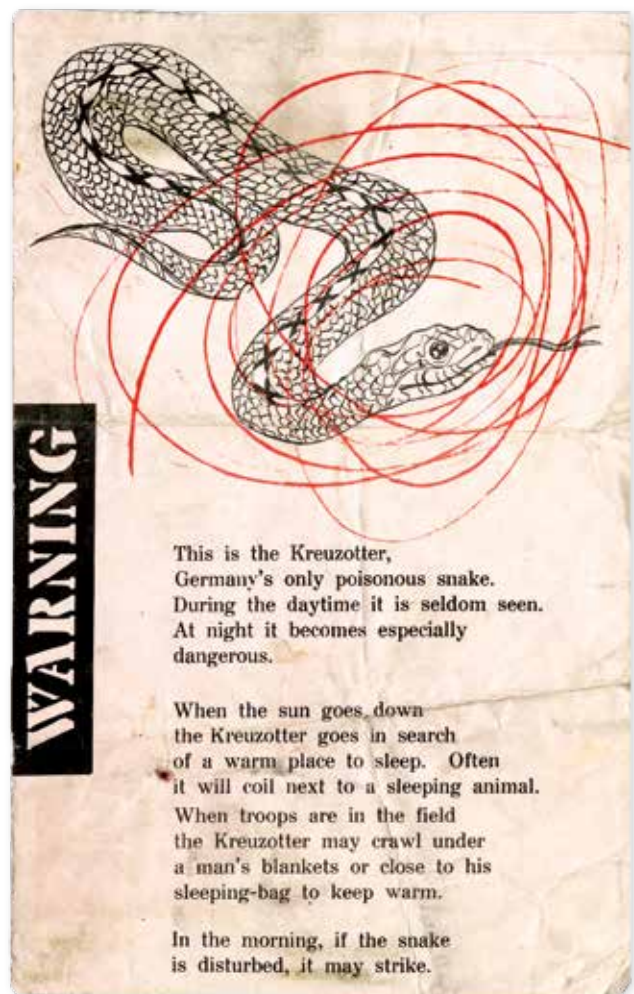 WARNING
This is the Kreuzotter,
Germany's only poisonous snake.
During the daytime it is seldom seen.
At night it becomes especially
dangerous.
When the sun goes down
the Kreuzotter goes in search
of a warm place to sleep. Often
it will coil next to a sleeping animal.
When troops are in the field
the Kreuzotter may crawl under
a man's blankets or close to his
sleeping-bag to keep warm.
In the morning, if the snake
is disturbed, it may strike.